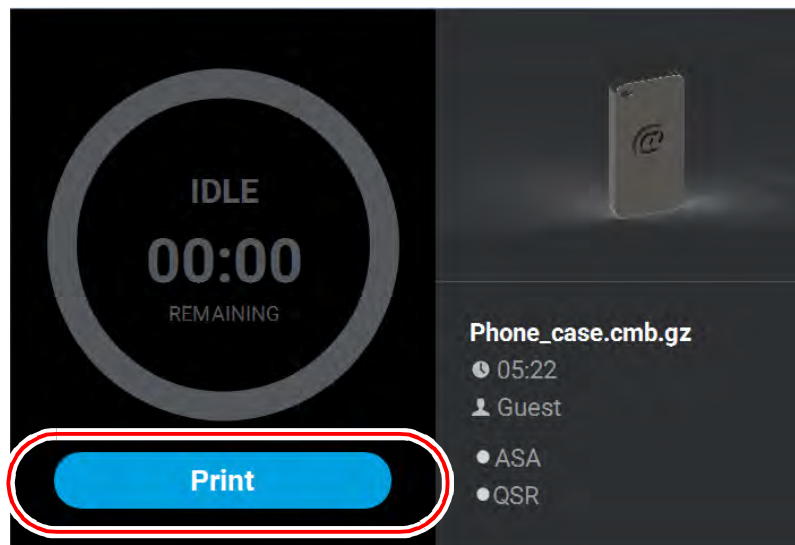 IDLE
00:00
REMAINING
Print
@
Phone_case.cmb.gz
05:22
Guest
ASA
QSR